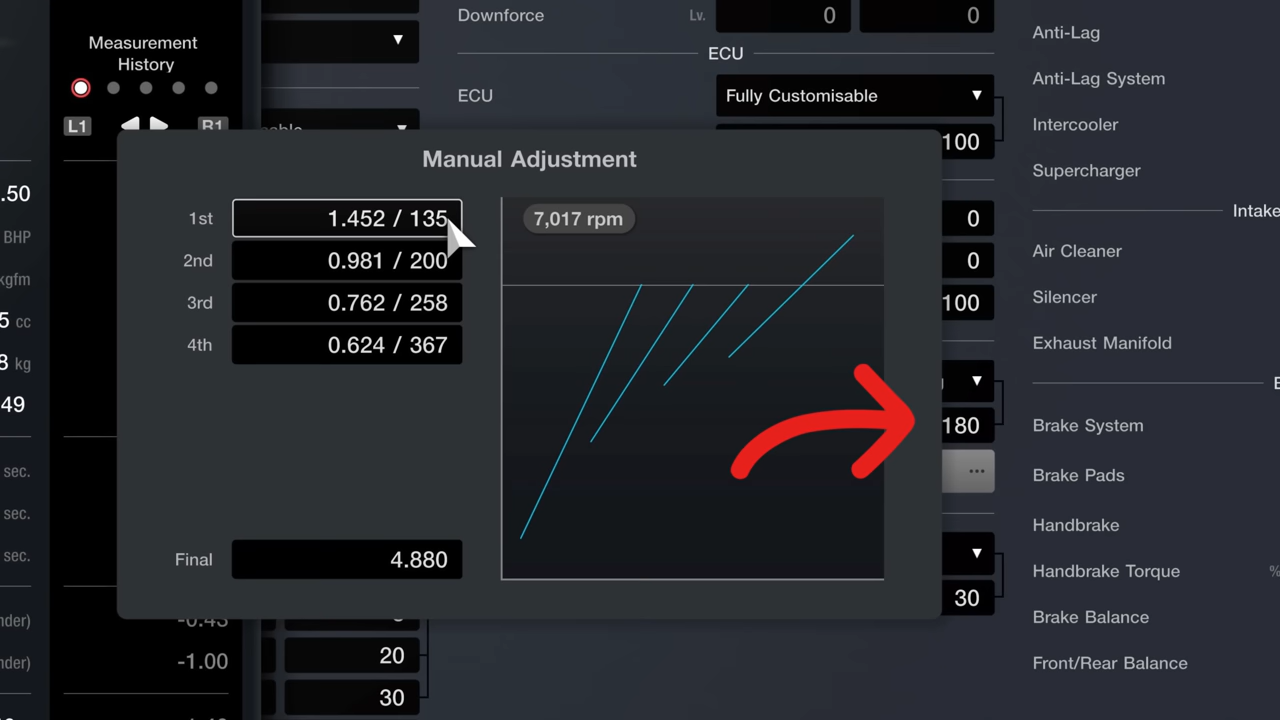 Downforce Lv. 0 0
Measurement
History
ECU
Anti-Lag
ECU Fully Customisable
Anti-Lag System
L1 R1
Intercooler
100
Manual Adjustment
Supercharger
.50
1st 1.452 / 135
7,017 rpm
0
Intake
BHP
2nd 0.981 / 200
0
Air Cleaner
kgfm
3rd 0.762 / 258
100
Silencer
5 cc
4th 0.624 / 367
Exhaust Manifold
8 kg
49
180
Brake System
sec.
...
Brake Pads
sec.
Handbrake
sec.
Final 4.880
Handbrake Torque %
30
Brake Balance
-0.43
20
-1.00
Front/Rear Balance
30